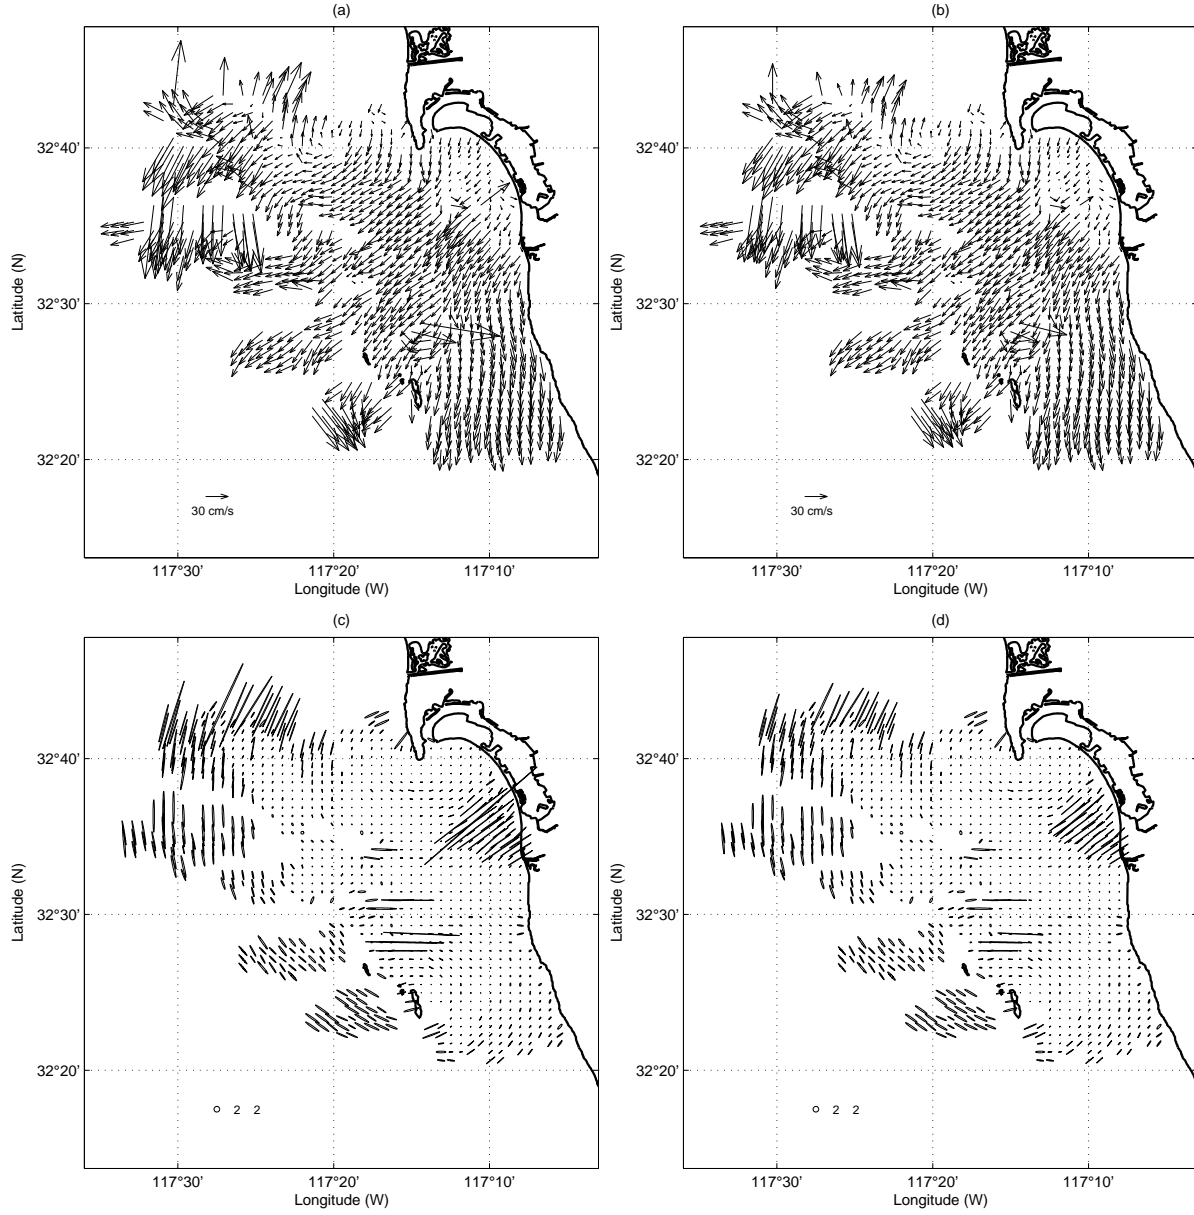 (a)
32°40'
32°30'
32°20'
Latitude (N)
30 cm/s
117°30' 117°20' 117°10'
Longitude (W)
(b)
32°40'
32°30'
32°20'
Latitude (N)
30 cm/s
117°30' 117°20' 117°10'
Longitude (W)
(c)
32°40'
32°30'
32°20'
Latitude (N)
2 2
117°30' 117°20' 117°10'
Longitude (W)
(d)
32°40'
32°30'
32°20'
Latitude (N)
2 2
117°30' 117°20' 117°10'
Longitude (W)